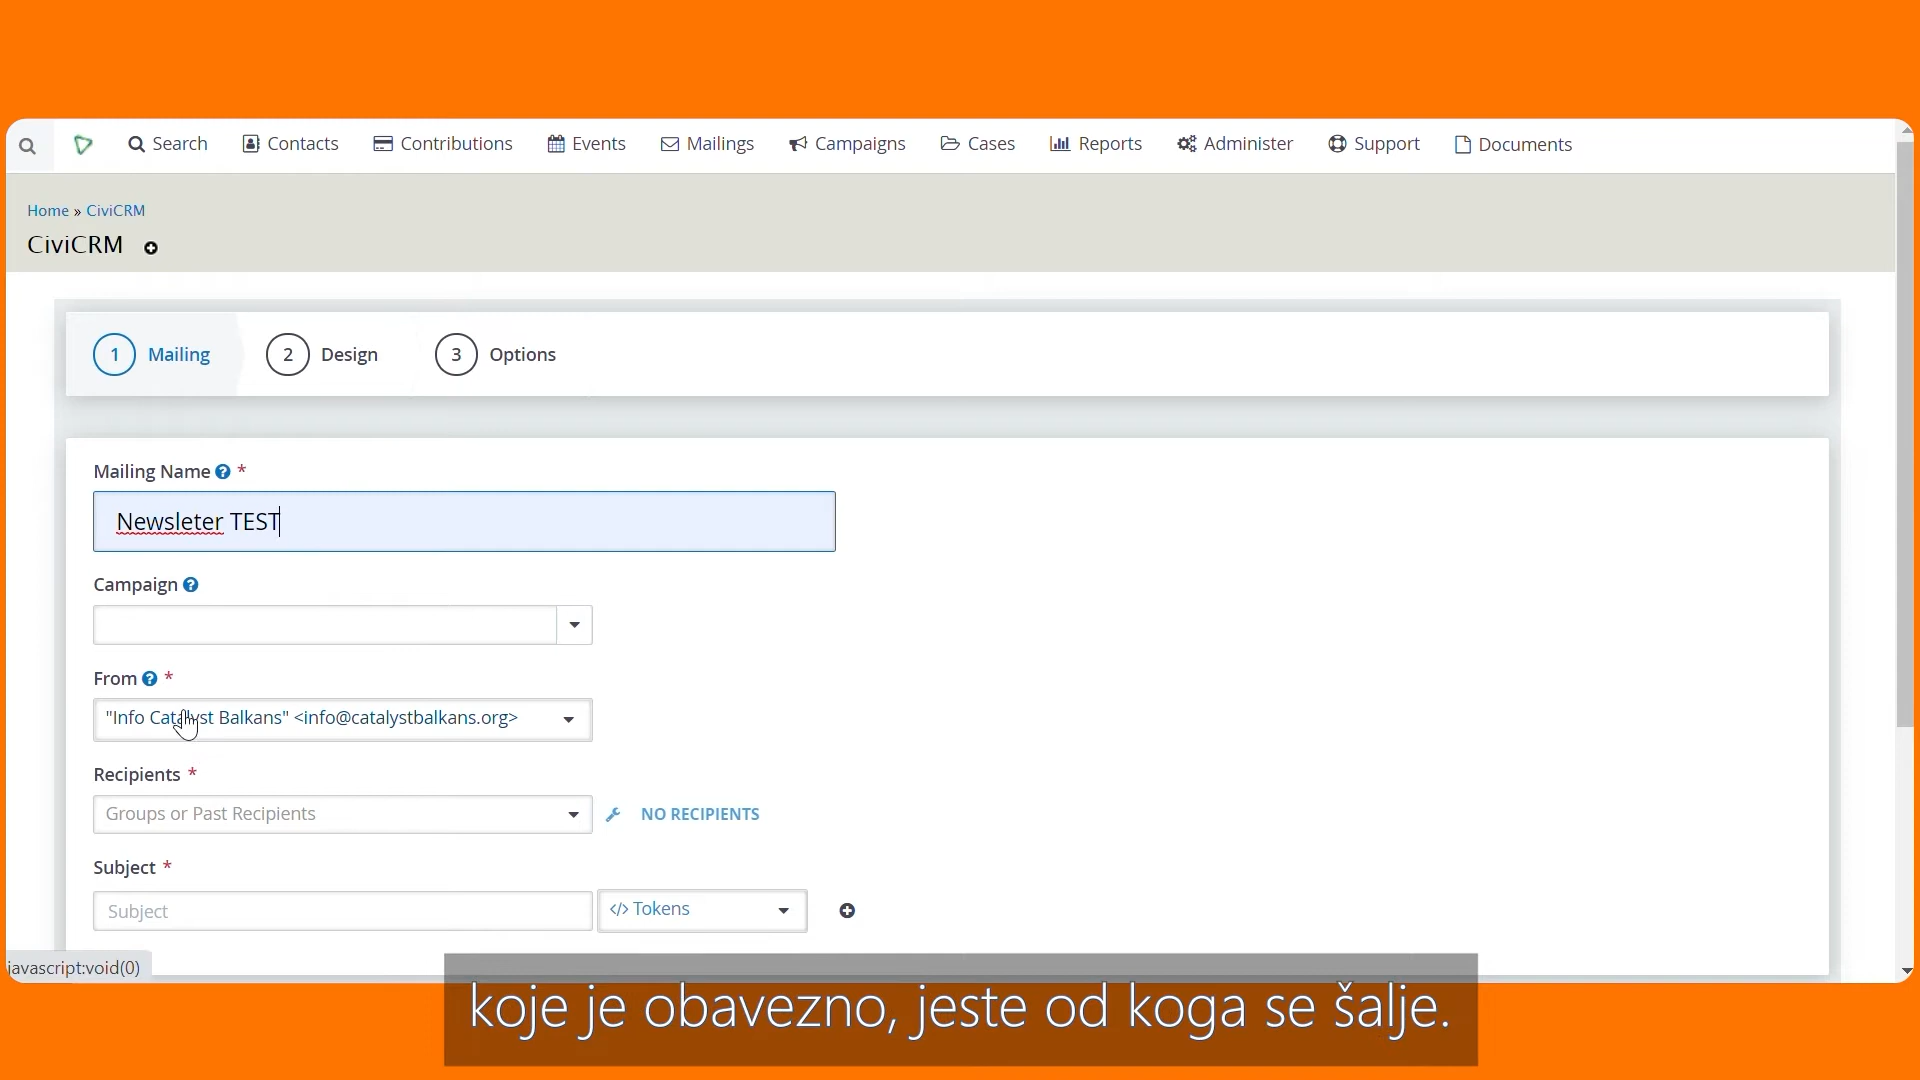 Search Contacts Contributions Events Mailings Campaigns Cases Reports Administer Support Documents
Home » CiviCRM
CiviCRM
1 Mailing 2 Design 3 Options
Mailing Name ? *
Newsleter TEST
Campaign ?
From ? *
"Info Catalyst Balkans" <info@catalystbalkans.org>
Recipients *
Groups or Past Recipients NO RECIPIENTS
Subject *
Subject </> Tokens
javascript:void(0)
koje je obavezno, jeste od koga se šalje.